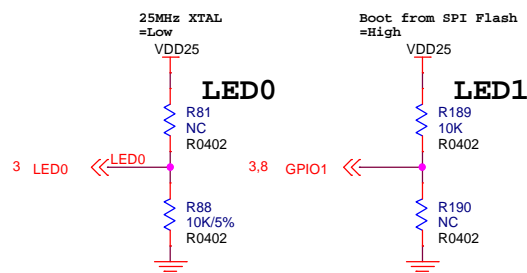 25MHz XTAL
=Low
VDD25
LED0
R81
NC
R0402
3 LED0
LED0
R88
10K/5%
R0402
Boot from SPI Flash
=High
VDD25
LED1
R189
10K
R0402
3,8 GPIO1
R190
NC
R0402